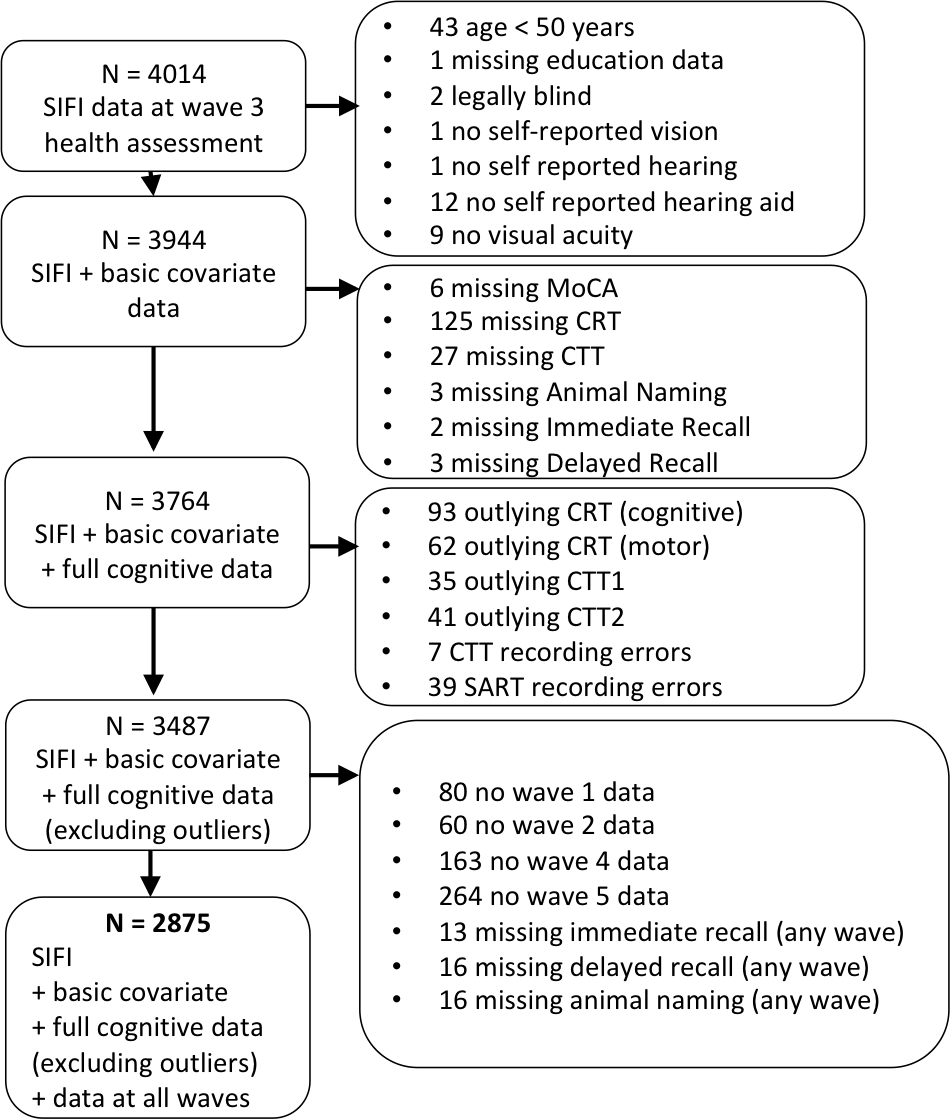 N = 4014
SIFI data at wave 3
health assessment
• 43 age < 50 years
• 1 missing education data
• 2 legally blind
• 1 no self-reported vision
• 1 no self reported hearing
• 12 no self reported hearing aid
• 9 no visual acuity
N = 3944
SIFI + basic covariate
data
• 6 missing MoCA
• 125 missing CRT
• 27 missing CTT
• 3 missing Animal Naming
• 2 missing Immediate Recall
• 3 missing Delayed Recall
N = 3764
SIFI + basic covariate
+ full cognitive data
• 93 outlying CRT (cognitive)
• 62 outlying CRT (motor)
• 35 outlying CTT1
• 41 outlying CTT2
• 7 CTT recording errors
• 39 SART recording errors
N = 3487
SIFI + basic covariate
+ full cognitive data
(excluding outliers)
• 80 no wave 1 data
• 60 no wave 2 data
• 163 no wave 4 data
• 264 no wave 5 data
• 13 missing immediate recall (any wave)
• 16 missing delayed recall (any wave)
• 16 missing animal naming (any wave)
N = 2875
SIFI
+ basic covariate
+ full cognitive data
(excluding outliers)
+ data at all waves